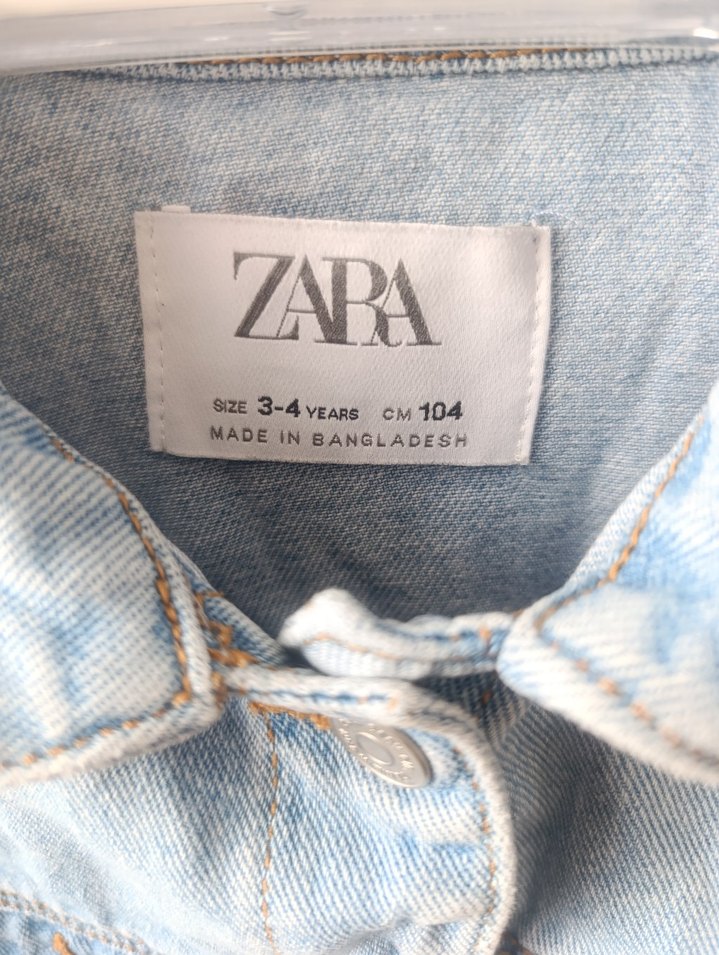 ZARA
SIZE 3-4 YEARS CM 104
MADE IN BANGLADESH